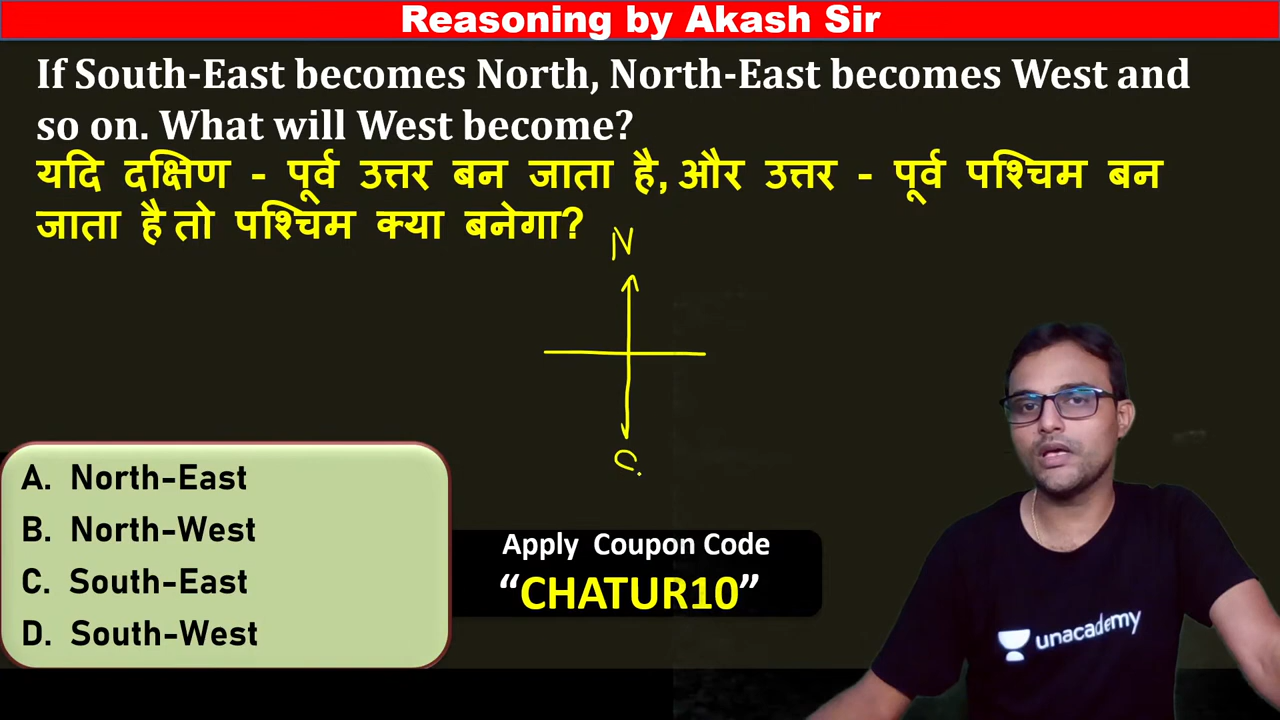 Reasoning by Akash Sir
If South-East becomes North, North-East becomes West and
so on. What will West become?
यदि दक्षिण - पूर्व उत्तर बन जाता है, और उत्तर - पूर्व पश्चिम बन
जाता है तो पश्चिम क्या बनेगा?
N
A. North-East
B. North-West
C. South-East
D. South-West
Apply Coupon Code
“CHATUR10”
unacademy